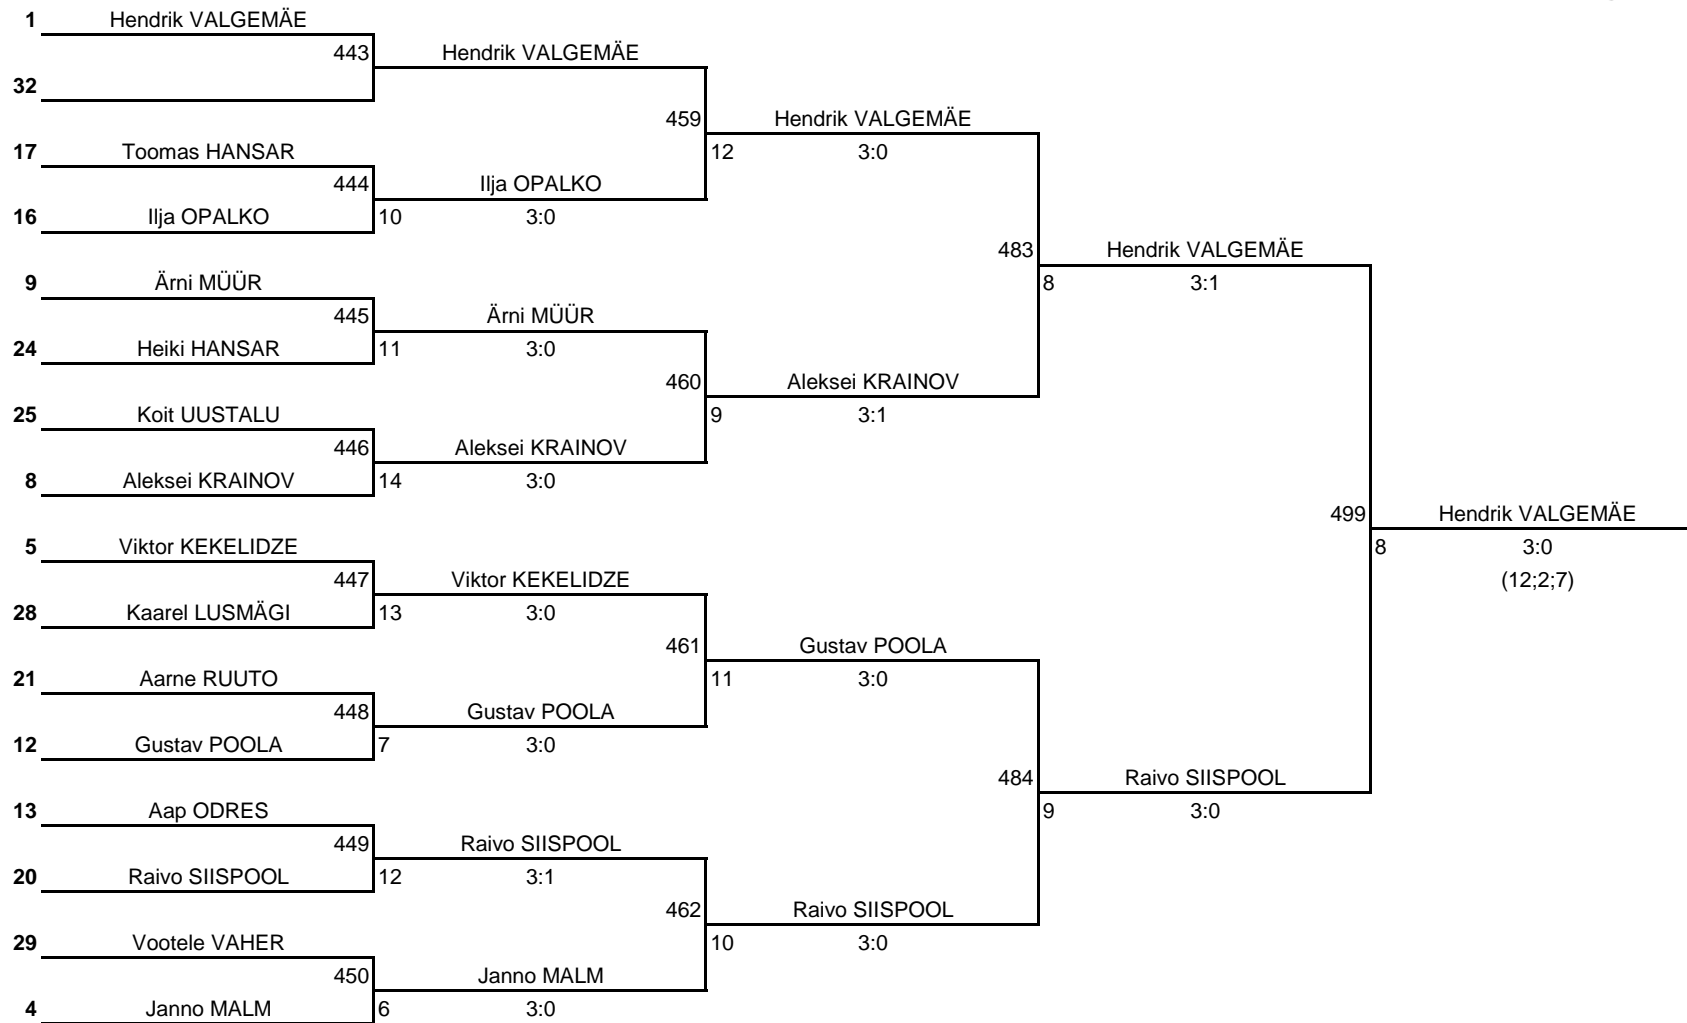 1 Hendrik VALGEMÄE
443 Hendrik VALGEMÄE
32
459 Hendrik VALGEMÄE
17 Toomas HANSAR 12 3:0
444 Ilja OPALKO
16 Ilja OPALKO 10 3:0
483 Hendrik VALGEMÄE
9 Ärni MÜÜR 8 3:1
445 Ärni MÜÜR
24 Heiki HANSAR 11 3:0
460 Aleksei KRAINOV
25 Koit UUSTALU 9 3:1
446 Aleksei KRAINOV
8 Aleksei KRAINOV 14 3:0
499 Hendrik VALGEMÄE
5 Viktor KEKELIDZE 8 3:0
447 Viktor KEKELIDZE (12;2;7)
28 Kaarel LUSMÄGI 13 3:0
461 Gustav POOLA
21 Aarne RUUTO 11 3:0
448 Gustav POOLA
12 Gustav POOLA 7 3:0
484 Raivo SIISPOOL
13 Aap ODRES 9 3:0
449 Raivo SIISPOOL
20 Raivo SIISPOOL 12 3:1
462 Raivo SIISPOOL
29 Vootele VAHER 10 3:0
450 Janno MALM
4 Janno MALM 6 3:0